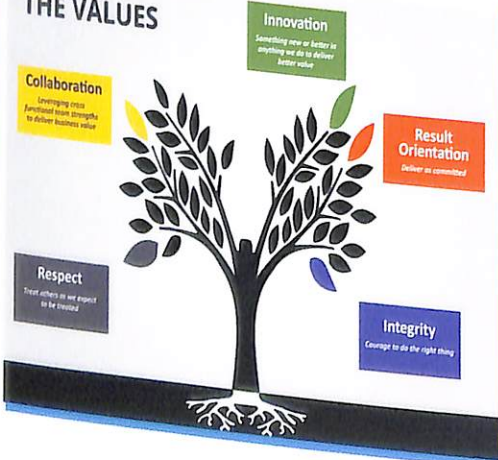 THE VALUES
Innovation
Something new or better in
anything we do to deliver
better value
Collaboration
Leveraging cross
functional team strengths
to deliver business value
Result
Orientation
Deliver as committed
Respect
Treat others as we expect
to be treated
Integrity
Courage to do the right thing